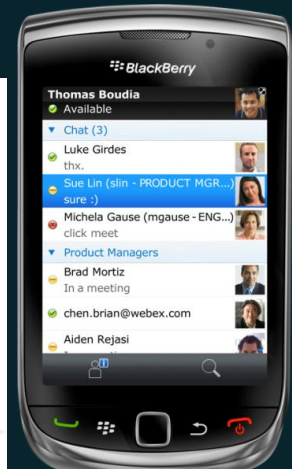 BlackBerry
Thomas Boudia
Available
Chat (3)
Luke Girdes
thx.
Sue Lin (slin - PRODUCT MGR...)
sure :)
Michela Gause (mgause - ENG...)
click meet
Product Managers
Brad Mortiz
In a meeting
chen.brian@webex.com
Aiden Rejasi